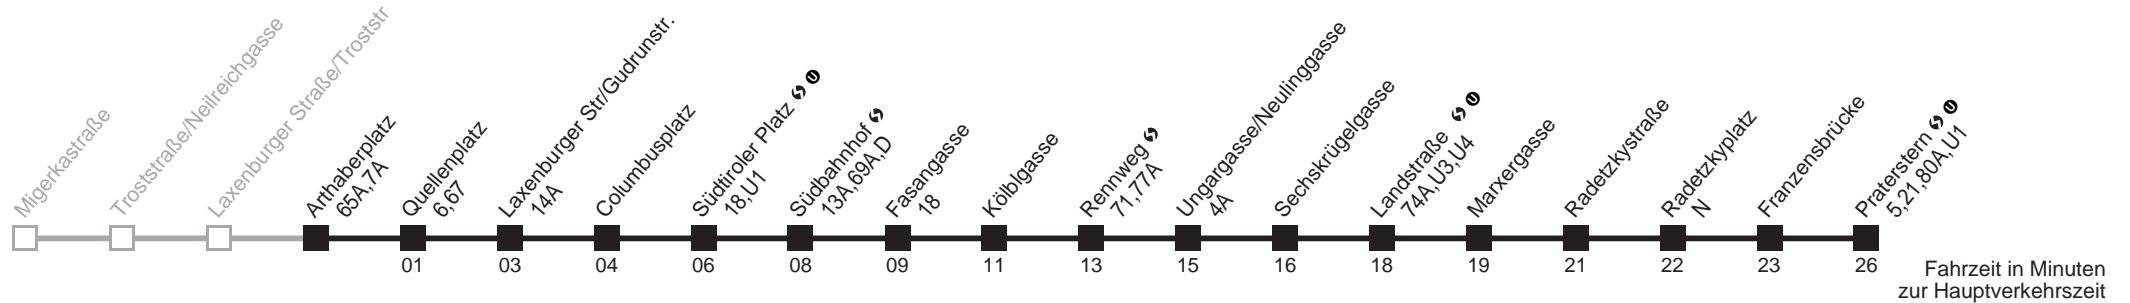 Migerkastraße
Troststraße/Neilreichgasse
Laxenburger Straße/Troststr
Arthaberplatz
65A,7A
Quellenplatz
6,67
Laxenburger Str/Gudrunstr.
14A
Columbusplatz
Südtiroler Platz S U
18,U1
Südbahnhof S
13A,69A,D
Fasangasse
18
Kölblgasse
Rennweg S
71,77A
Ungargasse/Neulinggasse
4A
Sechskrügelgasse
Landstraße S U
74A,U3,U4
Marxergasse
Radetzkystraße
Radetzkyplatz
N
Franzensbrücke
Praterstern S U
5,21,80A,U1
01 03 04 06 08 09 11 13 15 16 18 19 21 22 23 26
Fahrzeit in Minuten
zur Hauptverkehrszeit